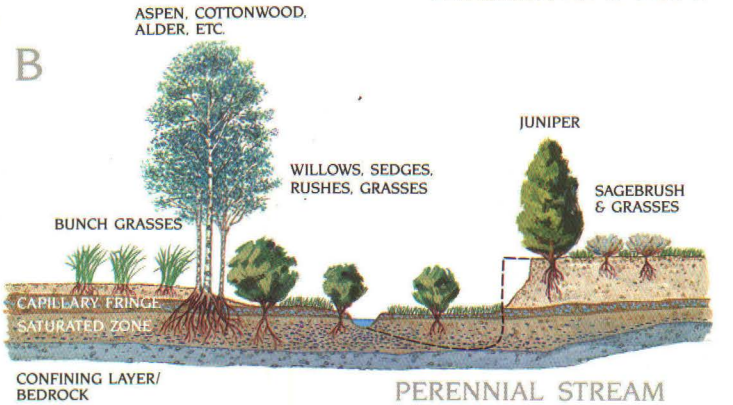 ASPEN, COTTONWOOD,
ALDER, ETC.
B
JUNIPER
WILLOWS, SEDGES,
RUSHES, GRASSES
SAGEBRUSH
& GRASSES
BUNCH GRASSES
CAPILLARY FRINGE
SATURATED ZONE
CONFINING LAYER/
BEDROCK
PERENNIAL STREAM